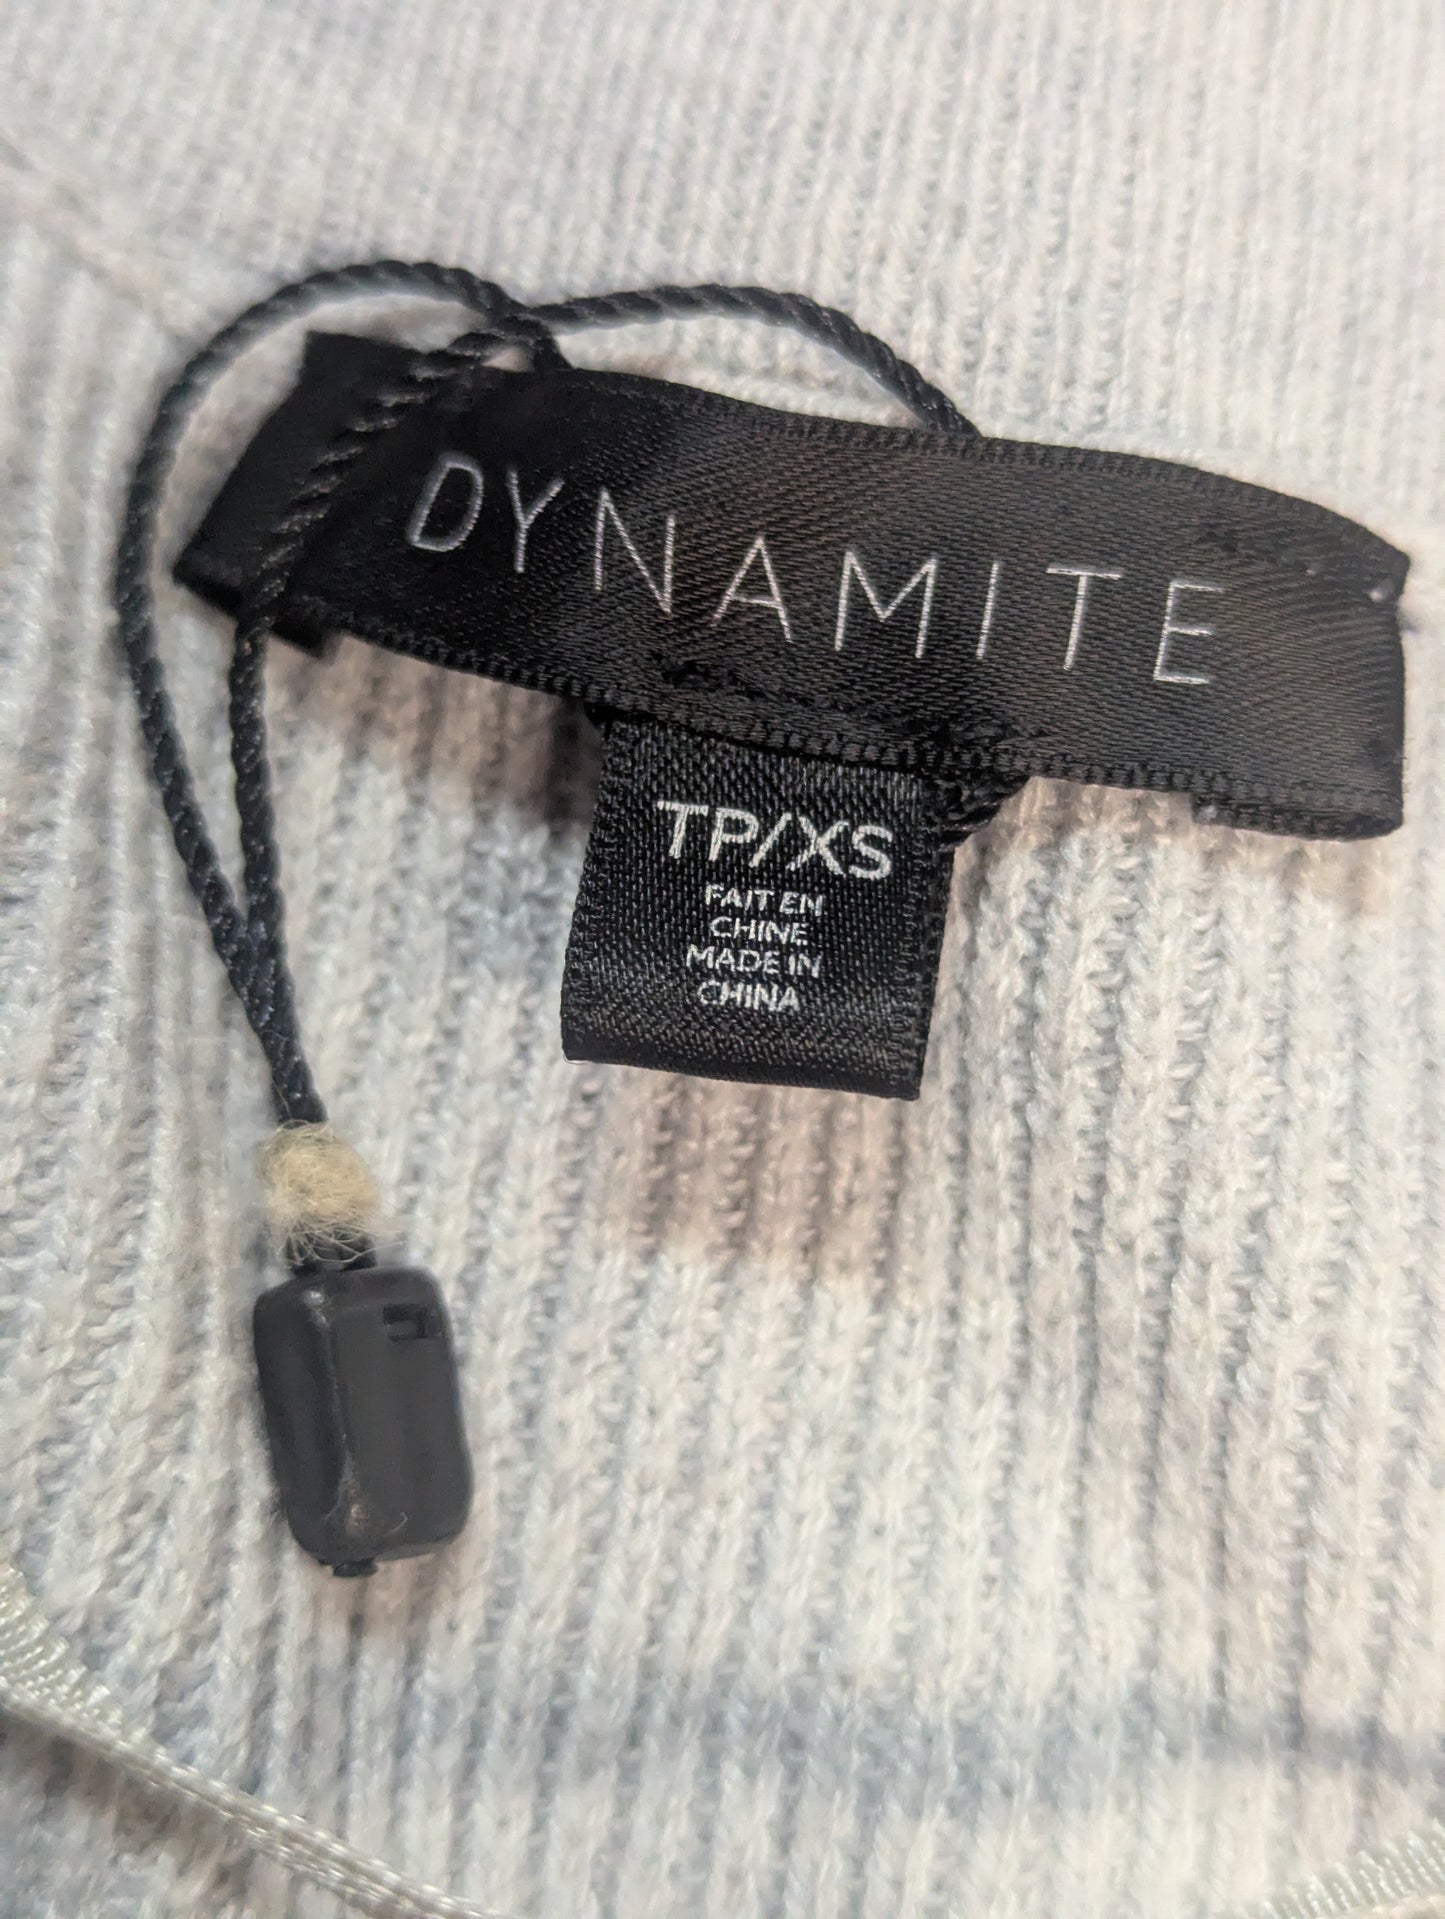 DYNAMITE
TP/XS
FAIT EN
CHINE
MADE IN
CHINA